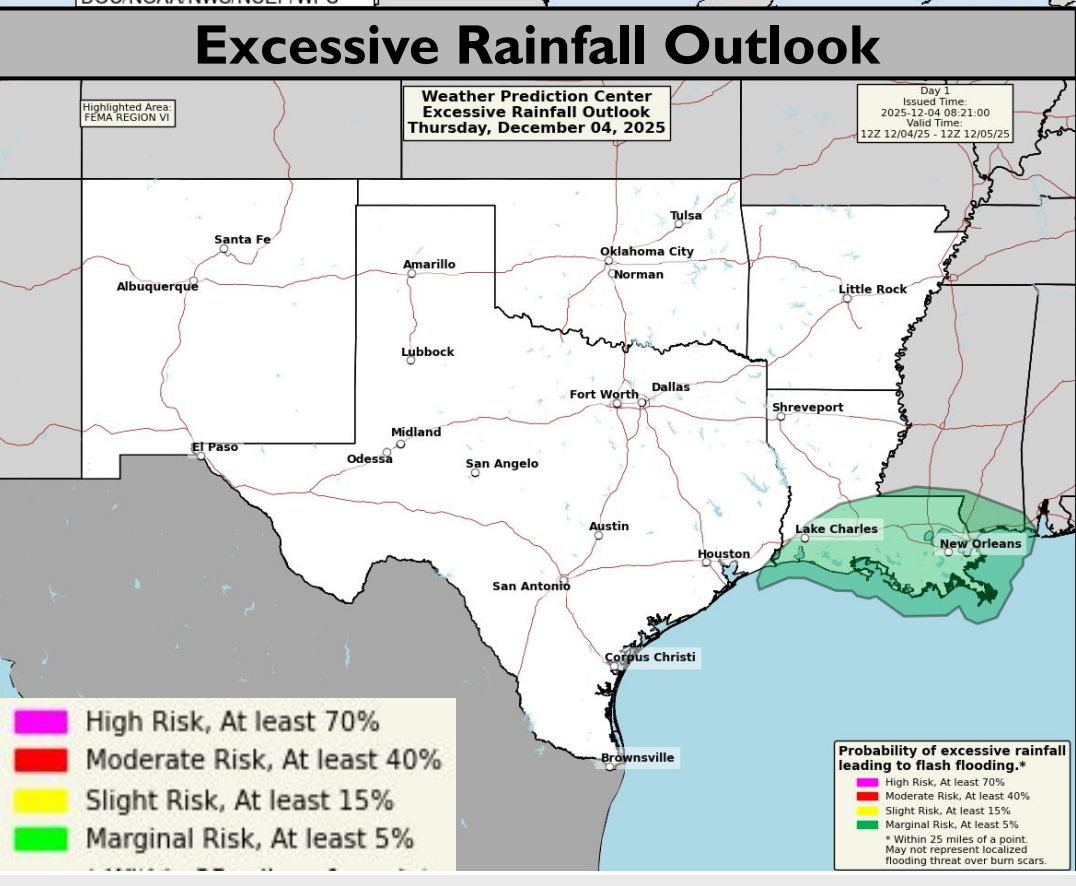 DOC/NOAA/NWS/NCEP/WPC
Excessive Rainfall Outlook
Highlighted Area:
FEMA REGION VI
Weather Prediction Center
Excessive Rainfall Outlook
Thursday, December 04, 2025
Day 1
Issued Time:
2025-12-04 08:21:00
Valid Time:
12Z 12/04/25 - 12Z 12/05/25
Tulsa
Santa Fe
Oklahoma City
Amarillo
Norman
Albuquerque
Little Rock
Lubbock
Fort Worth
Dallas
Shreveport
Midland
El Paso
Odessa
San Angelo
Austin
Lake Charles
New Orleans
Houston
San Antonio
Corpus Christi
Brownsville
High Risk, At least 70%
Moderate Risk, At least 40%
Slight Risk, At least 15%
Marginal Risk, At least 5%
Probability of excessive rainfall
leading to flash flooding.*
High Risk, At least 70%
Moderate Risk, At least 40%
Slight Risk, At least 15%
Marginal Risk, At least 5%
* Within 25 miles of a point.
May not represent localized
flooding threat over burn scars.